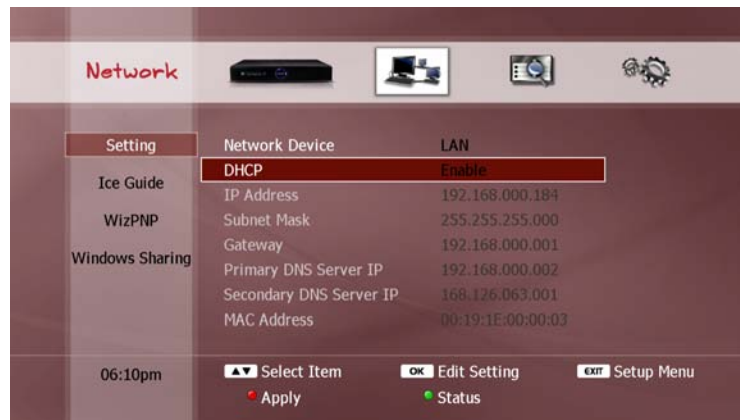 Network
Setting
Ice Guide
WizPNP
Windows Sharing
Network Device LAN
DHCP Enable
IP Address 192.168.000.184
Subnet Mask 255.255.255.000
Gateway 192.168.000.001
Primary DNS Server IP 192.168.000.002
Secondary DNS Server IP 168.126.063.001
MAC Address 00:19:1E:00:00:03
06:10pm
▲▼ Select Item OK Edit Setting EXIT Setup Menu
Apply Status